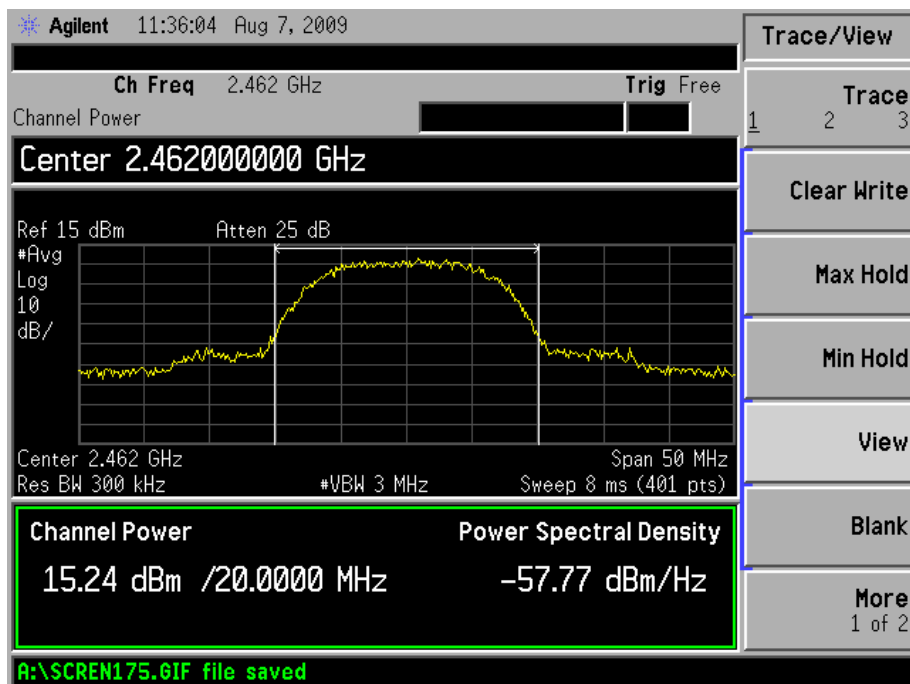 Agilent 11:36:04 Aug 7, 2009
Trace/View
Ch Freq 2.462 GHz Trig Free
Channel Power
Trace
1 2 3
Center 2.462000000 GHz
Clear Write
Ref 15 dBm Atten 25 dB
#Avg
Log
10
dB/
Max Hold
Min Hold
View
Center 2.462 GHz Span 50 MHz
Res BW 300 kHz #VBW 3 MHz Sweep 8 ms (401 pts)
Channel Power Power Spectral Density
Blank
15.24 dBm /20.0000 MHz -57.77 dBm/Hz
More
1 of 2
A:\SCREN175.GIF file saved